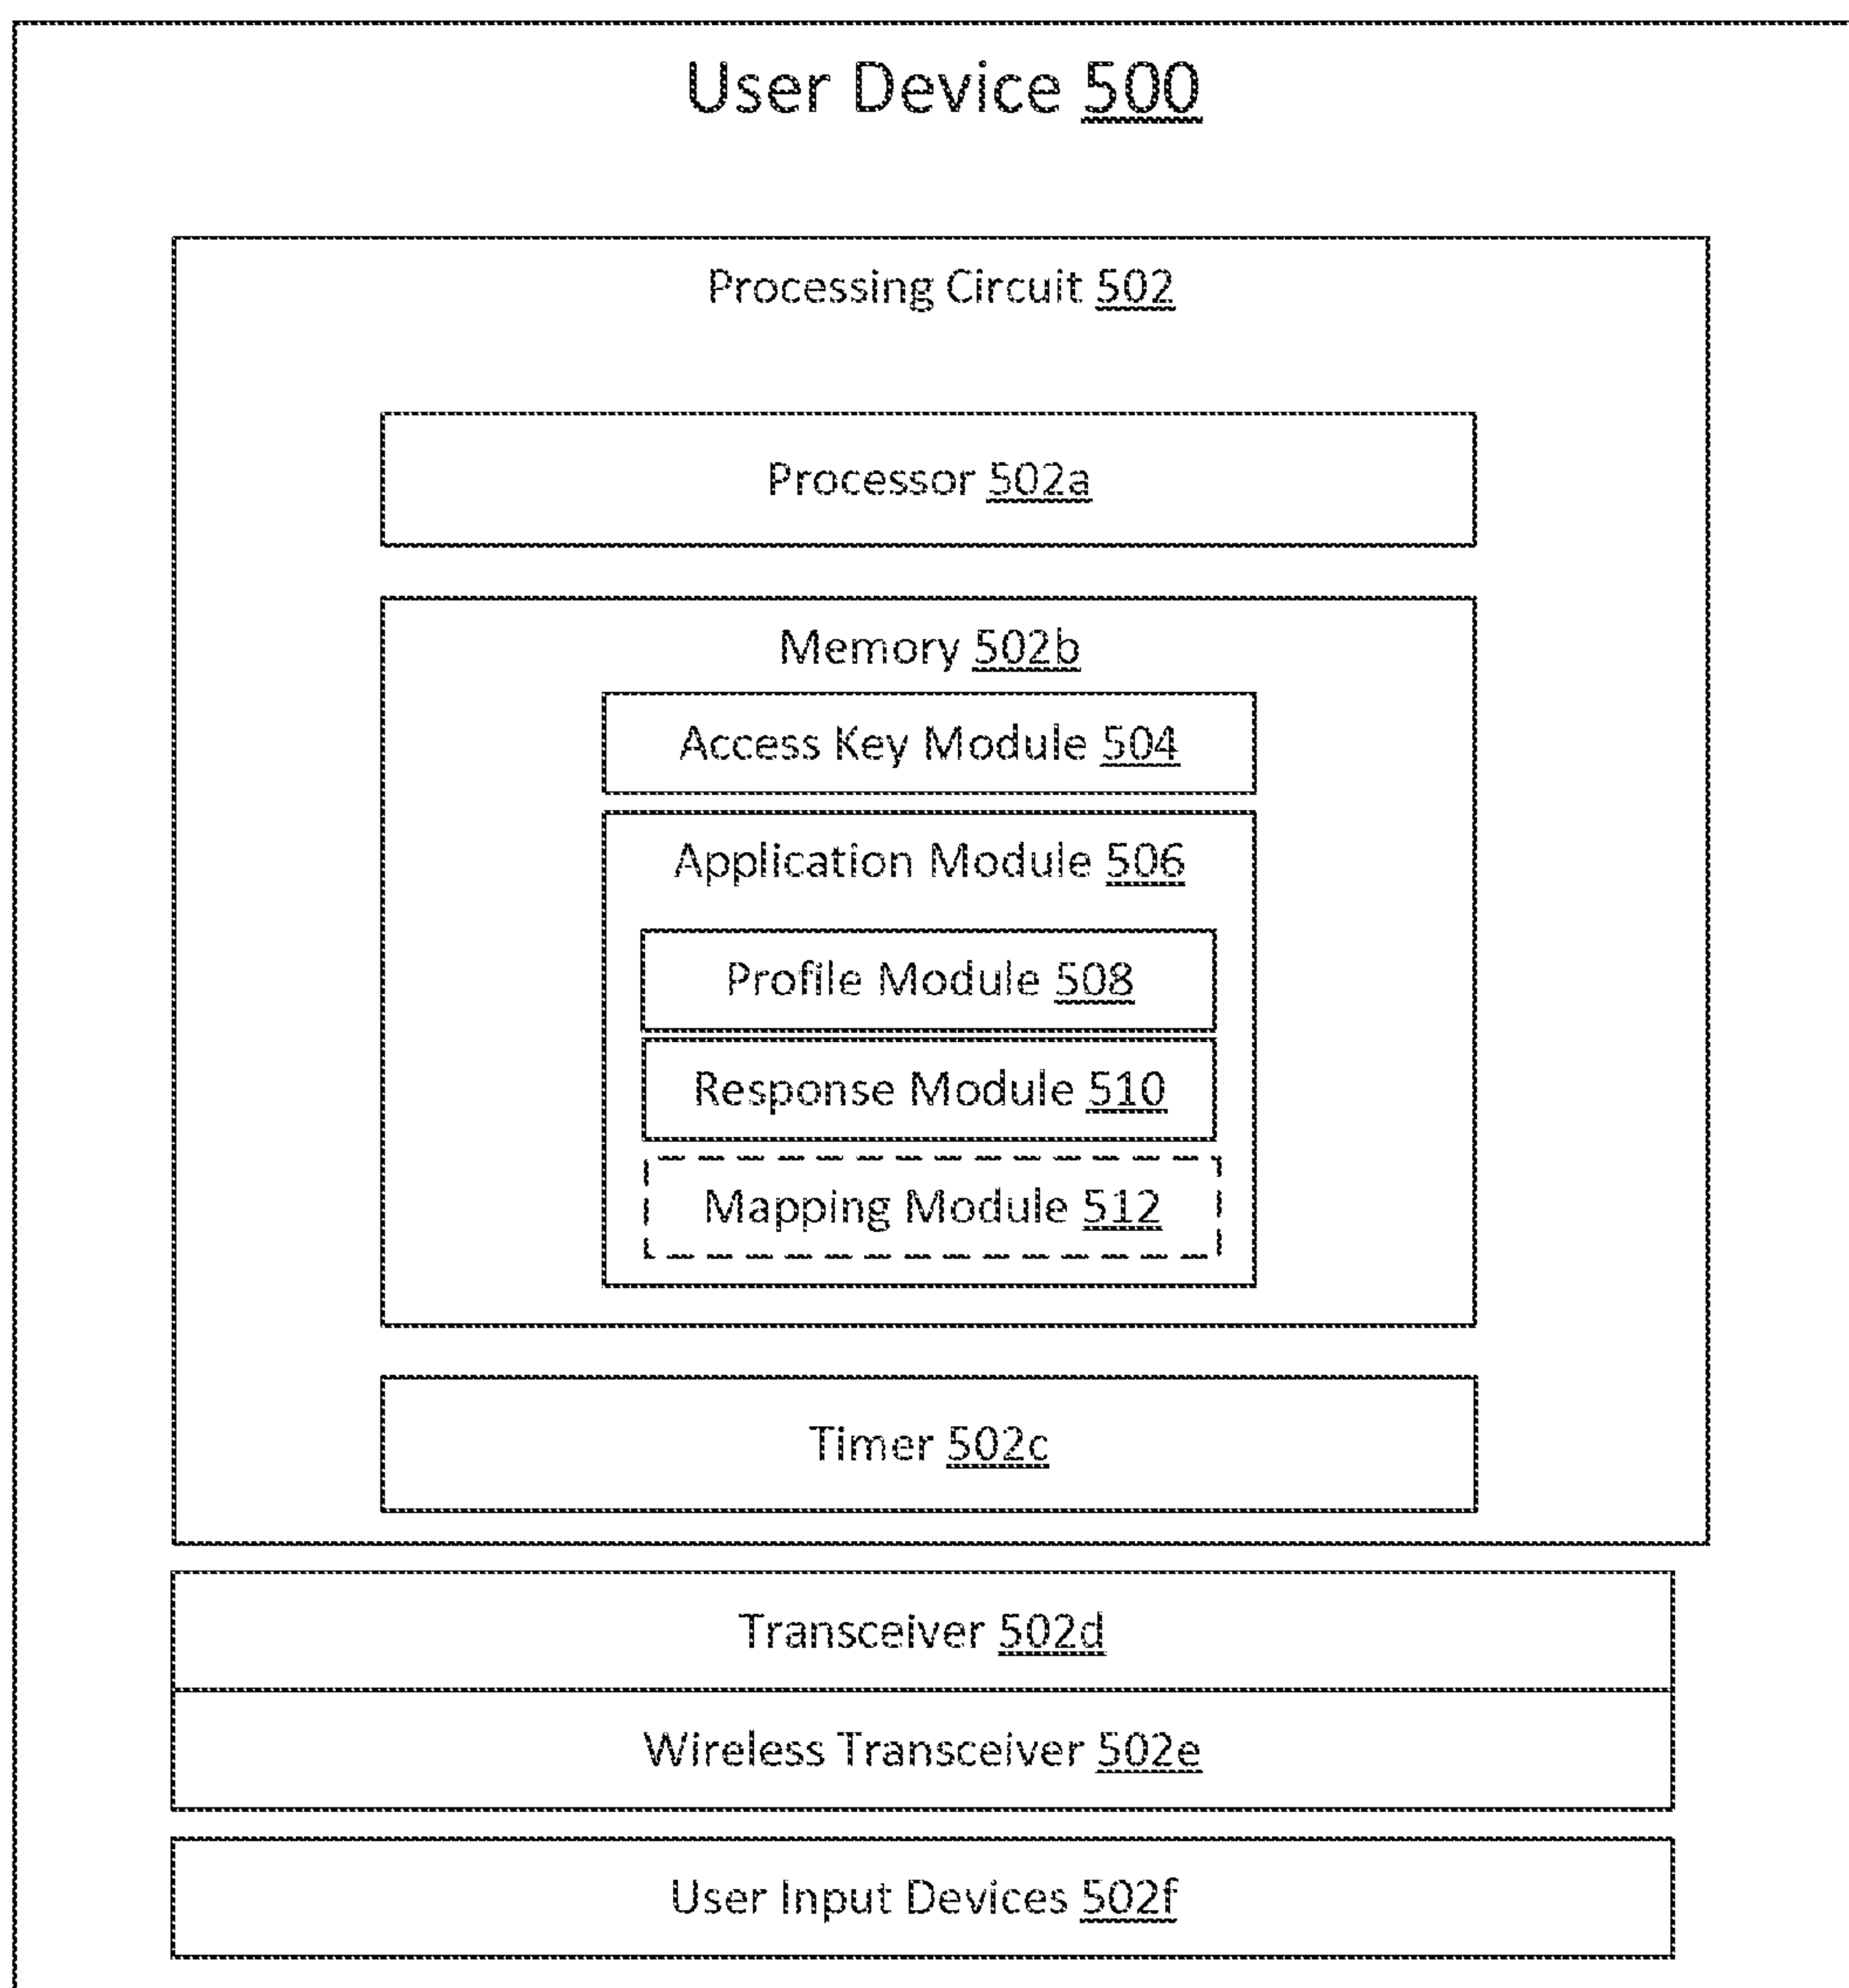 User Device 500
Processing Circuit 502
Processor 502a
Memory 502b
Access Key Module 504
Application Module 506
Profile Module 508
Response Module 510
Mapping Module 512
Timer 502c
Transceiver 502d
Wireless Transceiver 502e
User Input Devices 502f